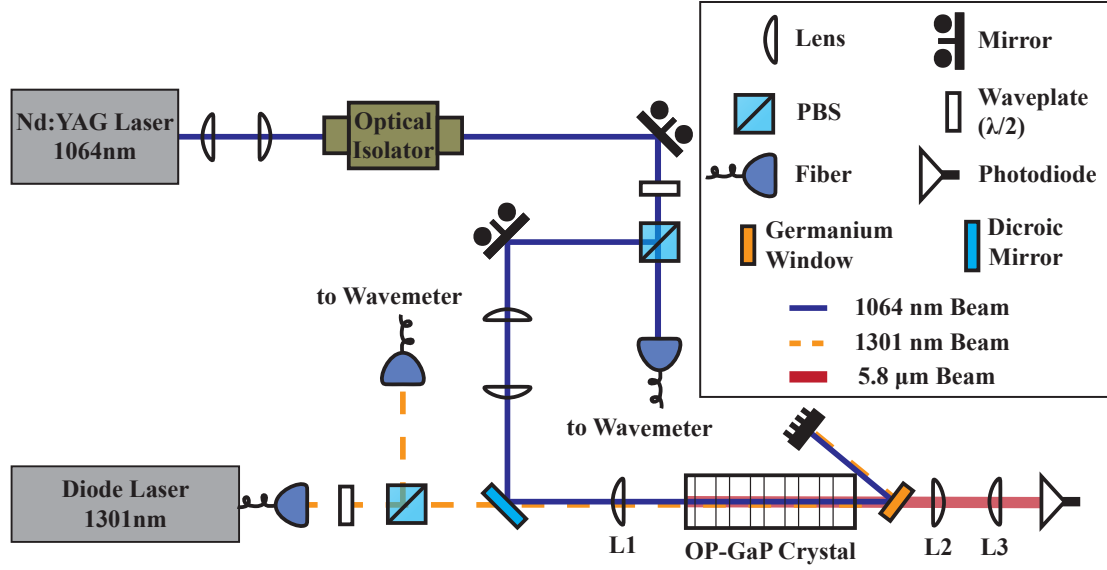 Nd:YAG Laser
1064nm
Optical
Isolator
Lens
Mirror
PBS
Waveplate
(λ/2)
Fiber
Photodiode
Germanium
Window
Dicroic
Mirror
1064 nm Beam
1301 nm Beam
5.8 μm Beam
to Wavemeter
to Wavemeter
Diode Laser
1301nm
L1
OP-GaP Crystal
L2
L3